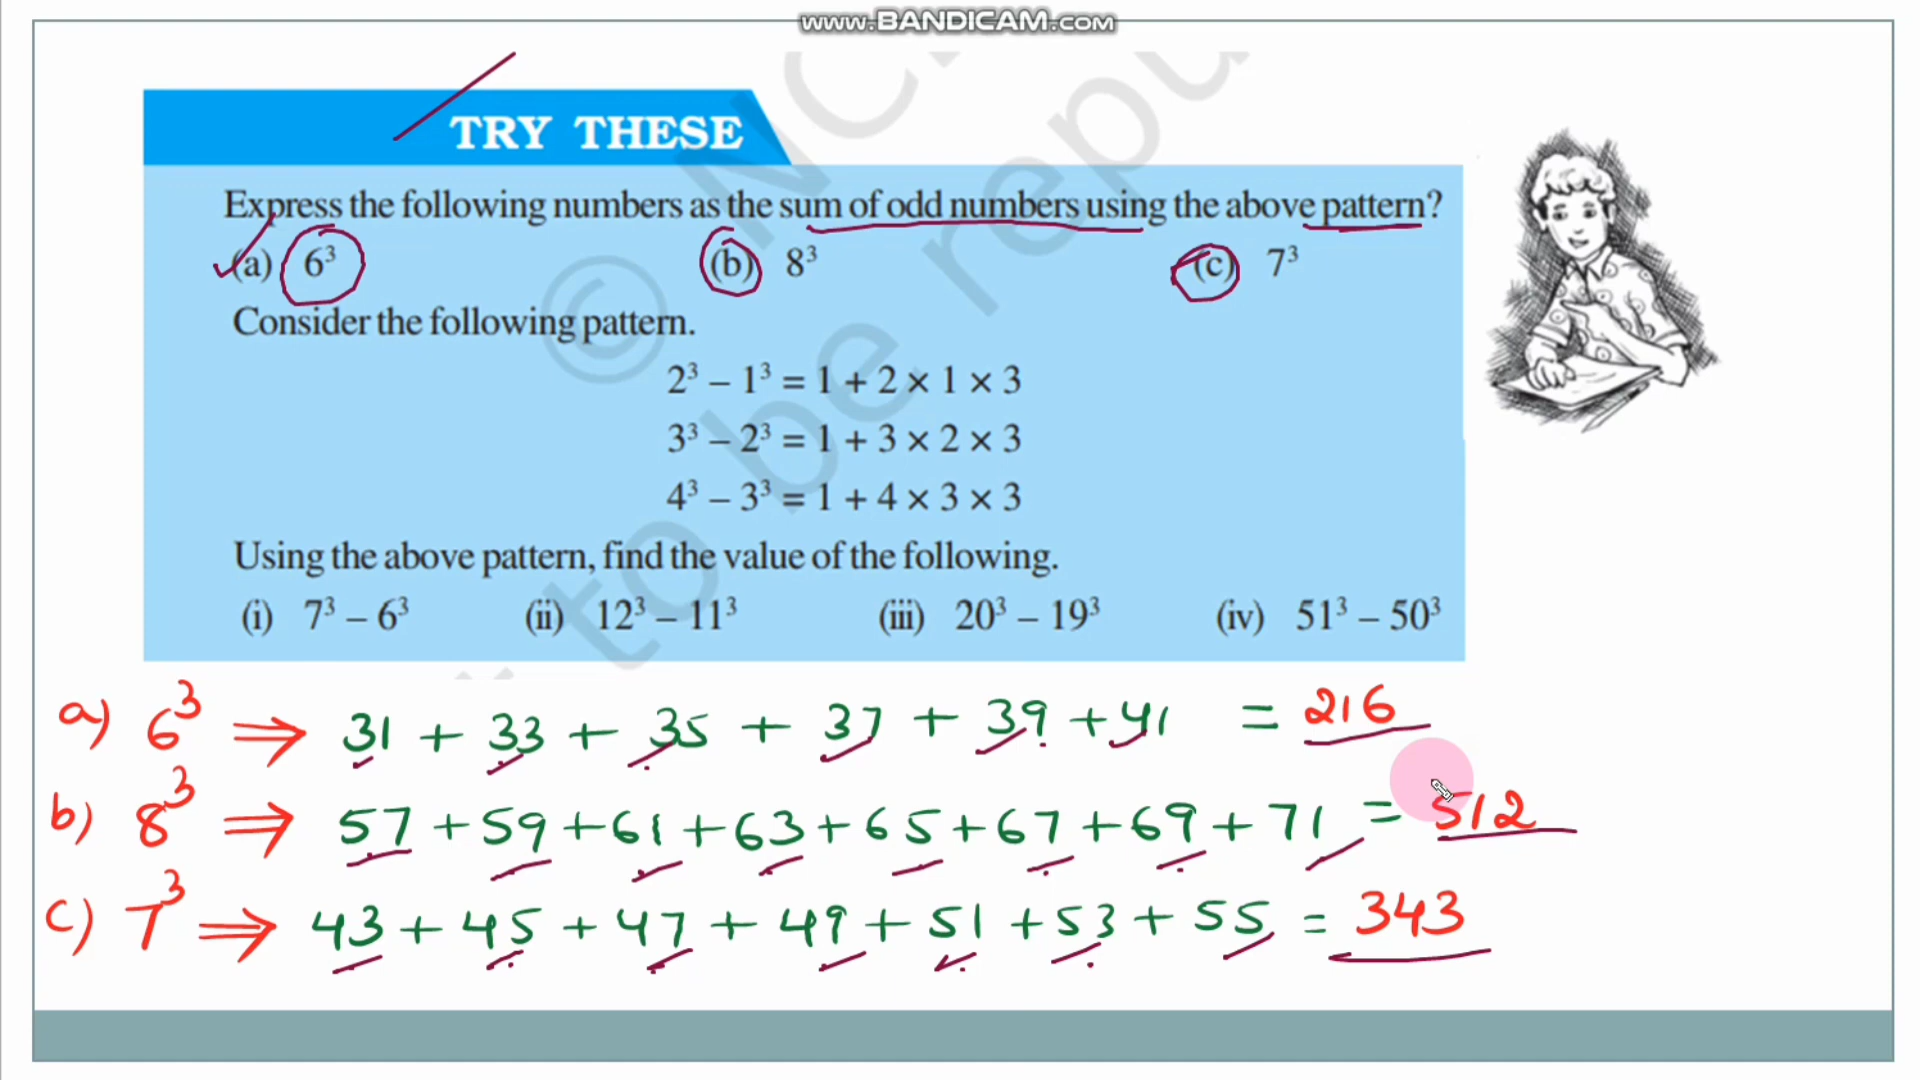 www.BANDICAM.com
TRY THESE
Express the following numbers as the sum of odd numbers using the above pattern?
(a) 6³ (b) 8³ (c) 7³
Consider the following pattern.
2³ – 1³ = 1 + 2 × 1 × 3
3³ – 2³ = 1 + 3 × 2 × 3
4³ – 3³ = 1 + 4 × 3 × 3
Using the above pattern, find the value of the following.
(i) 7³ – 6³ (ii) 12³ – 11³ (iii) 20³ – 19³ (iv) 51³ – 50³
a) 6³ ⇒ 31 + 33 + 35 + 37 + 39 + 41 = 216
b) 8³ ⇒ 57 + 59 + 61 + 63 + 65 + 67 + 69 + 71 = 512
c) 7³ ⇒ 43 + 45 + 47 + 49 + 51 + 53 + 55 = 343
© NC
to be repu